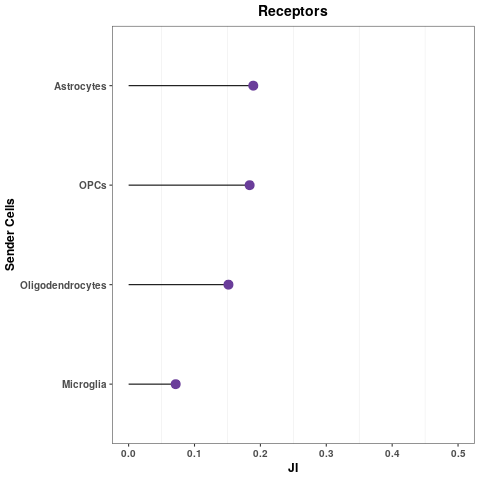 Receptors
Sender Cells
Astrocytes
OPCs
Oligodendrocytes
Microglia
0.0 0.1 0.2 0.3 0.4 0.5
JI